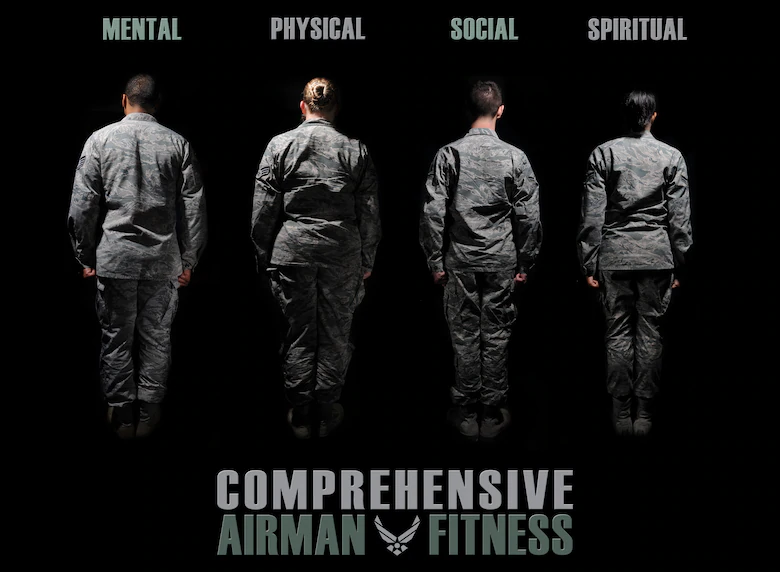 MENTAL PHYSICAL SOCIAL SPIRITUAL
COMPREHENSIVE
AIRMAN FITNESS